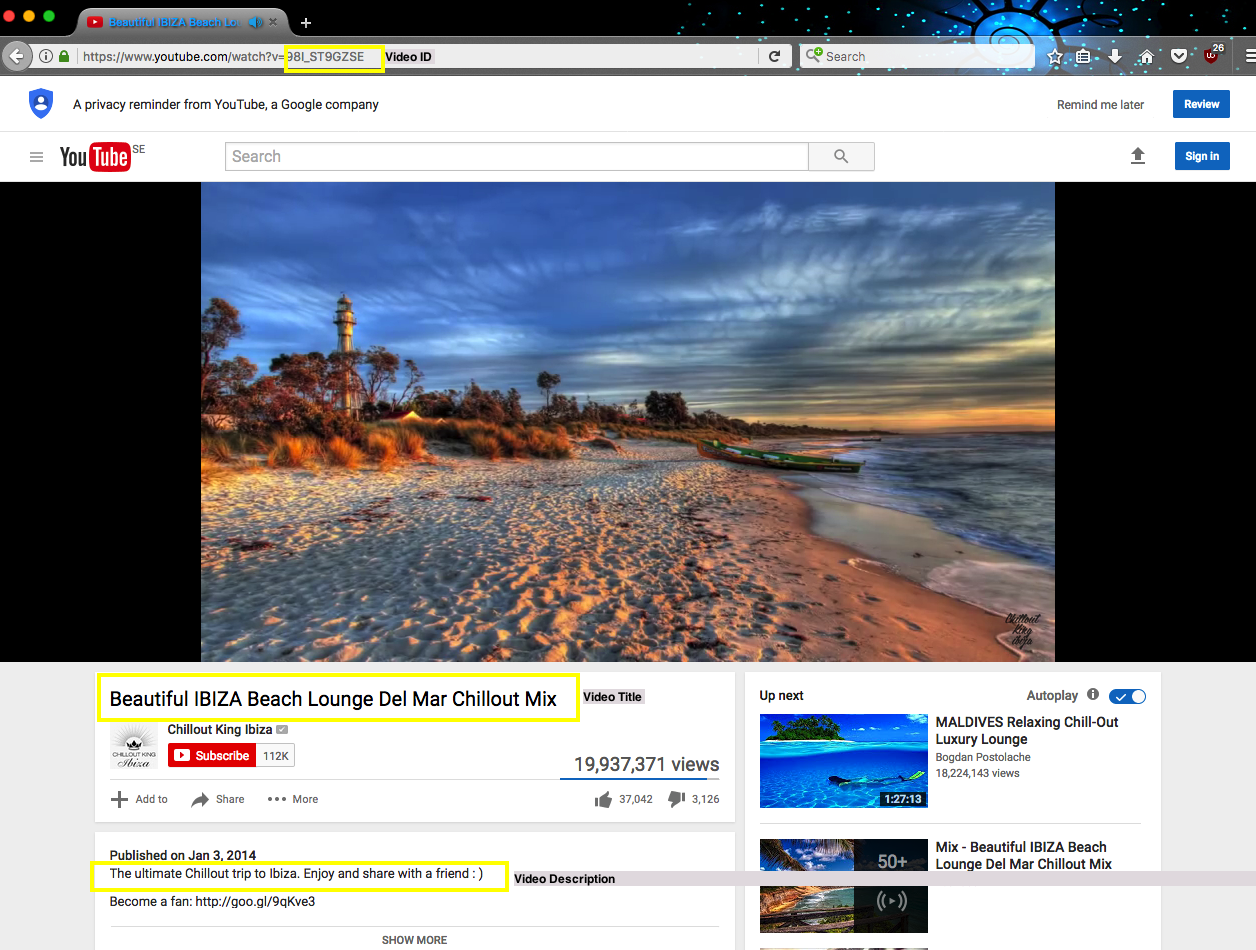 Beautiful IBIZA Beach Lou
https://www.youtube.com/watch?v=98I_ST9GZSE
Video ID
Search
26
A privacy reminder from YouTube, a Google company
Remind me later
Review
YouTube SE
Search
Sign in
Chillout
King
ibiza
Beautiful IBIZA Beach Lounge Del Mar Chillout Mix
Video Title
Chillout King Ibiza
CHILLOUT KING
Ibiza
Subscribe 112K
19,937,371 views
Add to
Share
More
37,042
3,126
Published on Jan 3, 2014
The ultimate Chillout trip to Ibiza. Enjoy and share with a friend : )
Video Description
Become a fan: http://goo.gl/9qKve3
SHOW MORE
Up next
Autoplay
MALDIVES Relaxing Chill-Out
Luxury Lounge
Bogdan Postolache
18,224,143 views
1:27:13
Mix - Beautiful IBIZA Beach
Lounge Del Mar Chillout Mix
50+